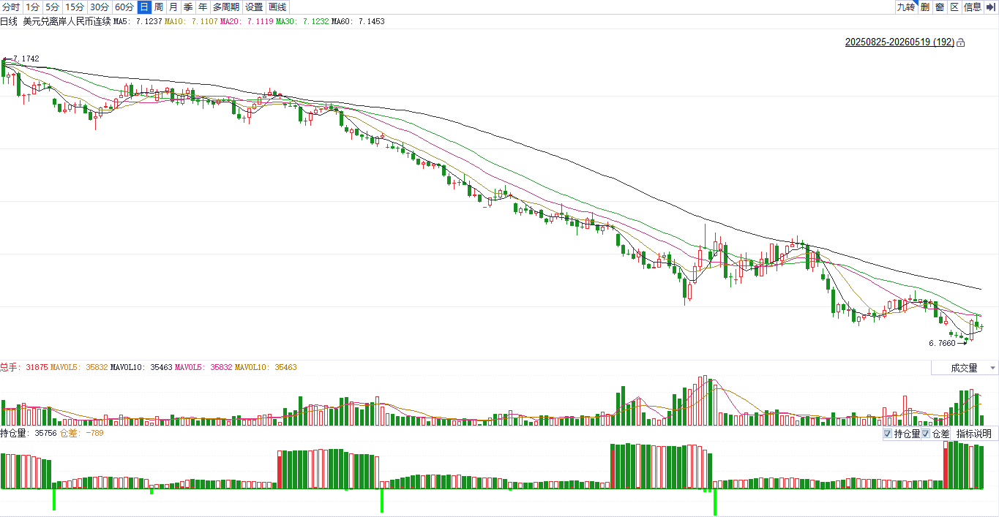 分时 1分 5分 15分 30分 60分 日 周 月 季 年 多周期 设置 画线 九转 删 窗 区 信息
日线 美元兑离岸人民币连续 MA5: 7.1237 MA10: 7.1107 MA20: 7.1119 MA30: 7.1232 MA60: 7.1453
20250825-20260519 (192)
7.1742
6.7660
总手: 31875 MAVOL5: 35832 MAVOL10: 35463 MAVOL5: 35832 MAVOL10: 35463 成交量
持仓量: 35756 仓差: -789 持仓量 仓差 指标说明